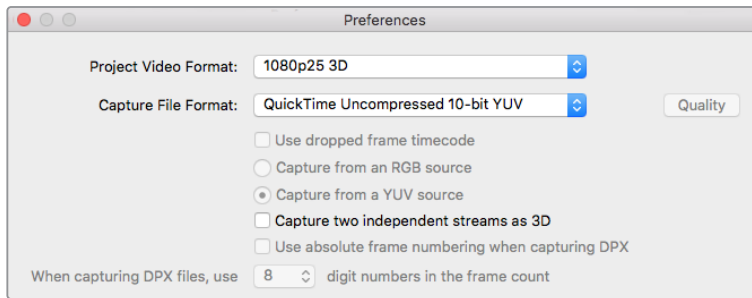 Preferences
Project Video Format: 1080p25 3D
Capture File Format: QuickTime Uncompressed 10-bit YUV Quality
Use dropped frame timecode
Capture from an RGB source
Capture from a YUV source
Capture two independent streams as 3D
Use absolute frame numbering when capturing DPX
When capturing DPX files, use 8 digit numbers in the frame count